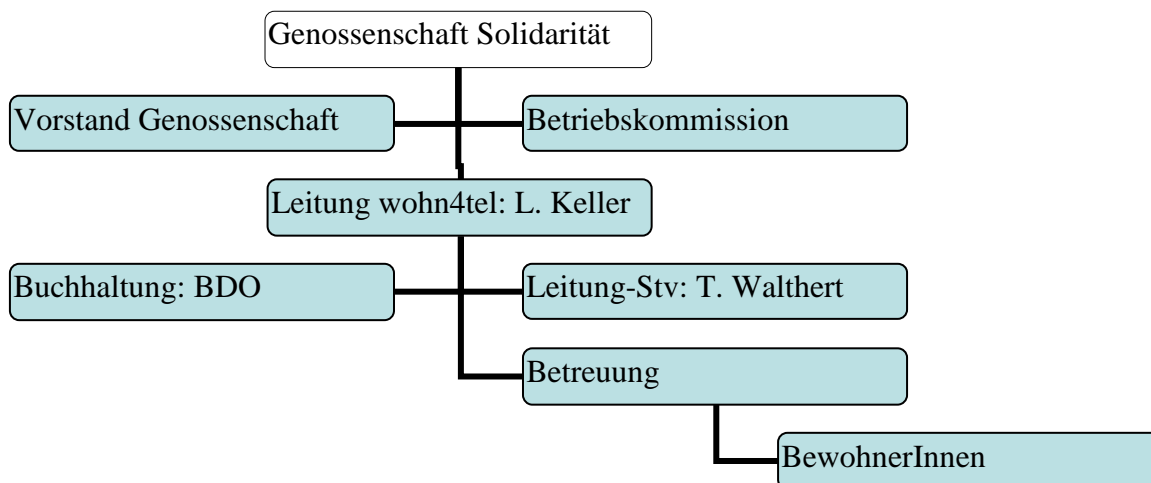 Genossenschaft Solidarität
Vorstand Genossenschaft
Betriebskommission
Leitung wohn4tel: L. Keller
Buchhaltung: BDO
Leitung-Stv: T. Walthert
Betreuung
BewohnerInnen